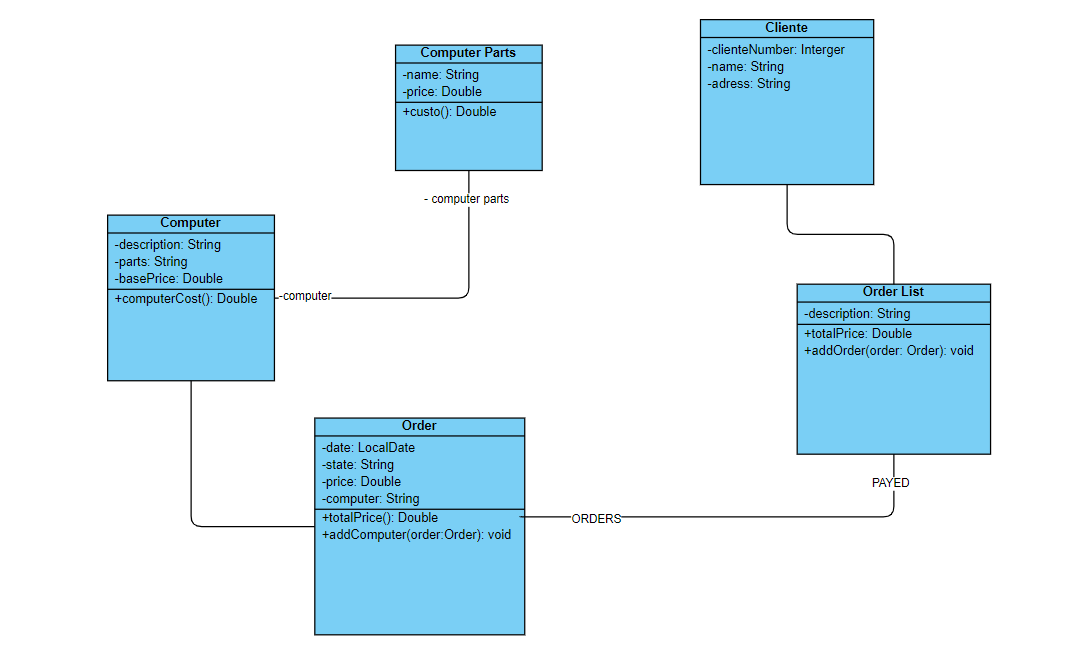 Cliente
-clienteNumber: Interger
-name: String
-adress: String
Computer Parts
-name: String
-price: Double
+custo(): Double
- computer parts
Computer
-description: String
-parts: String
-basePrice: Double
+computerCost(): Double
-computer
Order List
-description: String
+totalPrice: Double
+addOrder(order: Order): void
PAYED
Order
-date: LocalDate
-state: String
-price: Double
-computer: String
+totalPrice(): Double
+addComputer(order:Order): void
ORDERS